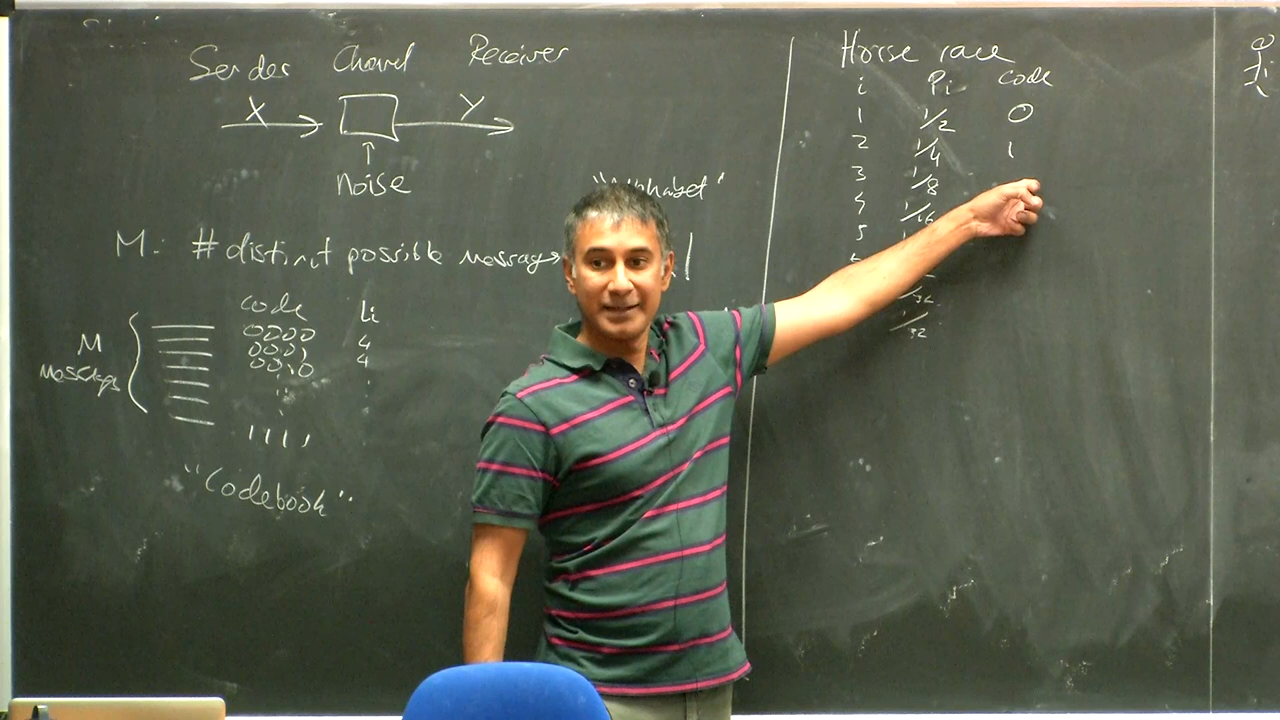 Sender Channel Receiver
X Y
noise
"Alphabet"
M: # distinct possible messages
code Li
0000 4
0001 4
0010
M
messages
1111
"Codebook"
Horse race
i Pi code
1 1/2 0
2 1/4 1
3 1/8
4 1/16
5
1/32
1/32